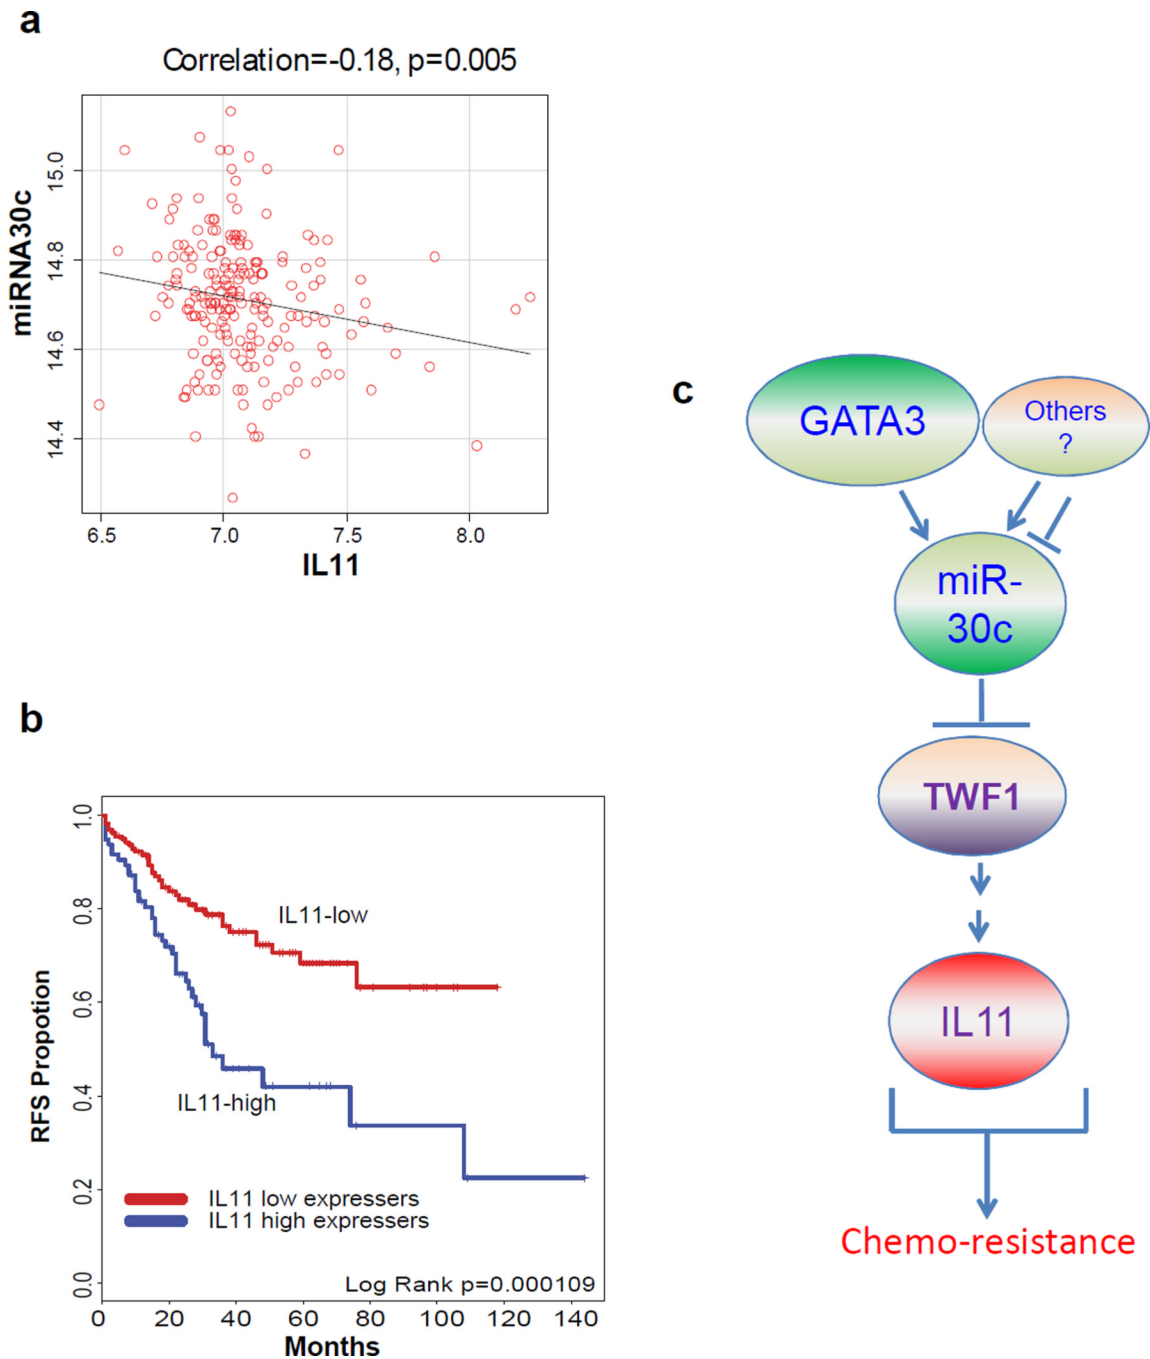 a
Correlation=-0.18, p=0.005
miRNA30c
15.0
14.8
14.6
14.4
6.5
7.0
7.5
8.0
IL11
b
RFS Propotion
1.0
0.8
0.6
0.4
0.2
0.0
IL11-low
IL11-high
IL11 low expressers
IL11 high expressers
Log Rank p=0.000109
0 20 40 60 80 100 120 140
Months
c
GATA3
Others
?
miR-
30c
TWF1
IL11
Chemo-resistance